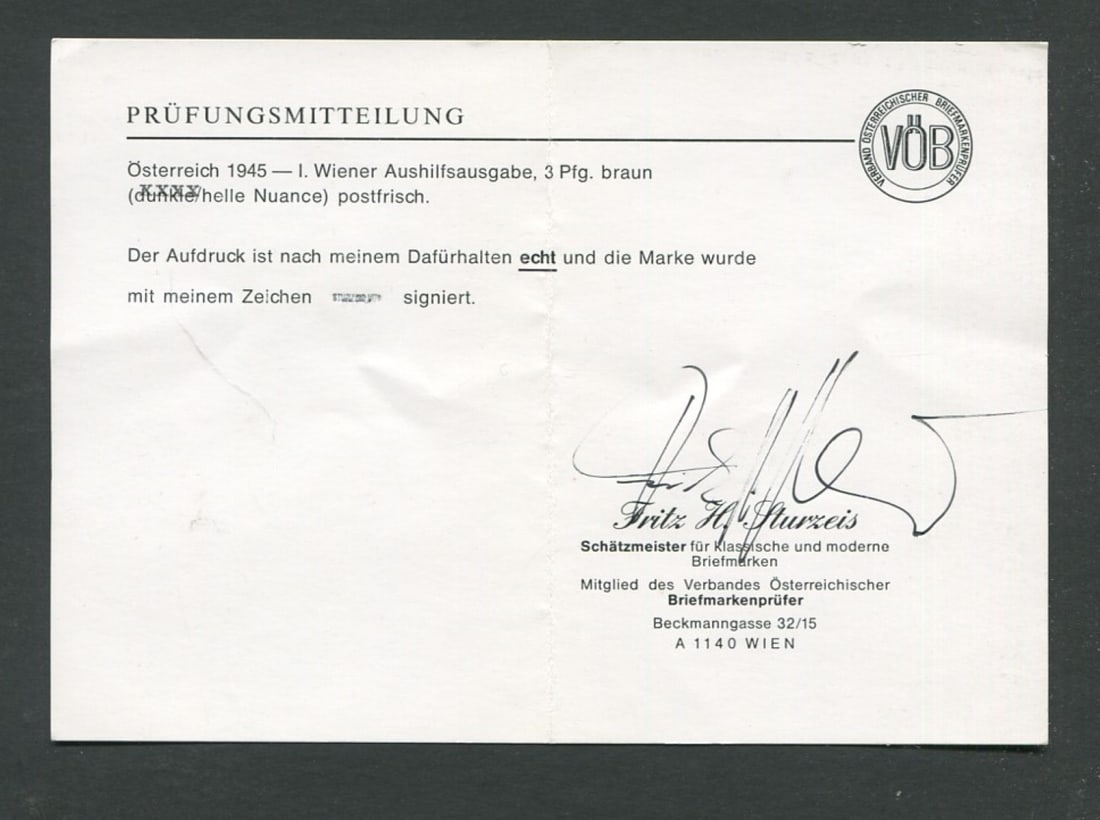 PRÜFUNGSMITTEILUNG
VERBAND ÖSTERREICHISCHER BRIEFMARKENPRÜFER
VÖB
Österreich 1945 — I. Wiener Aushilfsausgabe, 3 Pfg. braun
(dunkle/helle Nuance) postfrisch.
Der Aufdruck ist nach meinem Dafürhalten echt und die Marke wurde
mit meinem Zeichen signiert.
Fritz H. Sturzeis
Schätzmeister für klassische und moderne
Briefmarken
Mitglied des Verbandes Österreichischer
Briefmarkenprüfer
Beckmanngasse 32/15
A 1140 WIEN